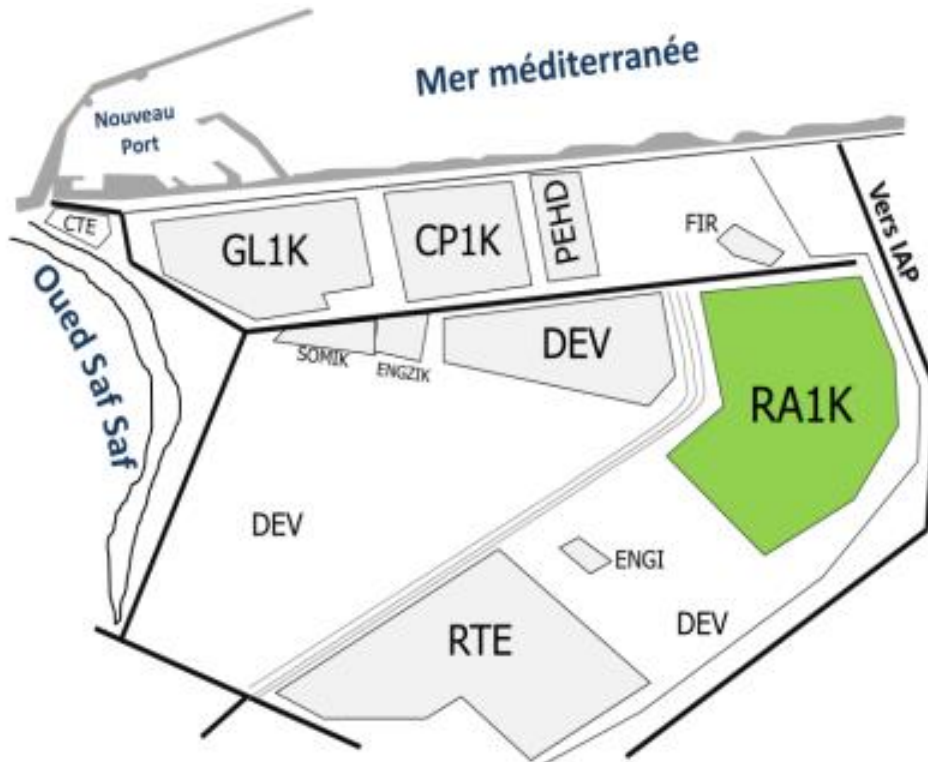 Mer méditerranée
Nouveau
Port
CTE
GL1K
CP1K
PEHD
FIR
Vers IAP
Oued Saf Saf
SOMIK
ENGZIK
DEV
RA1K
DEV
ENGI
RTE
DEV